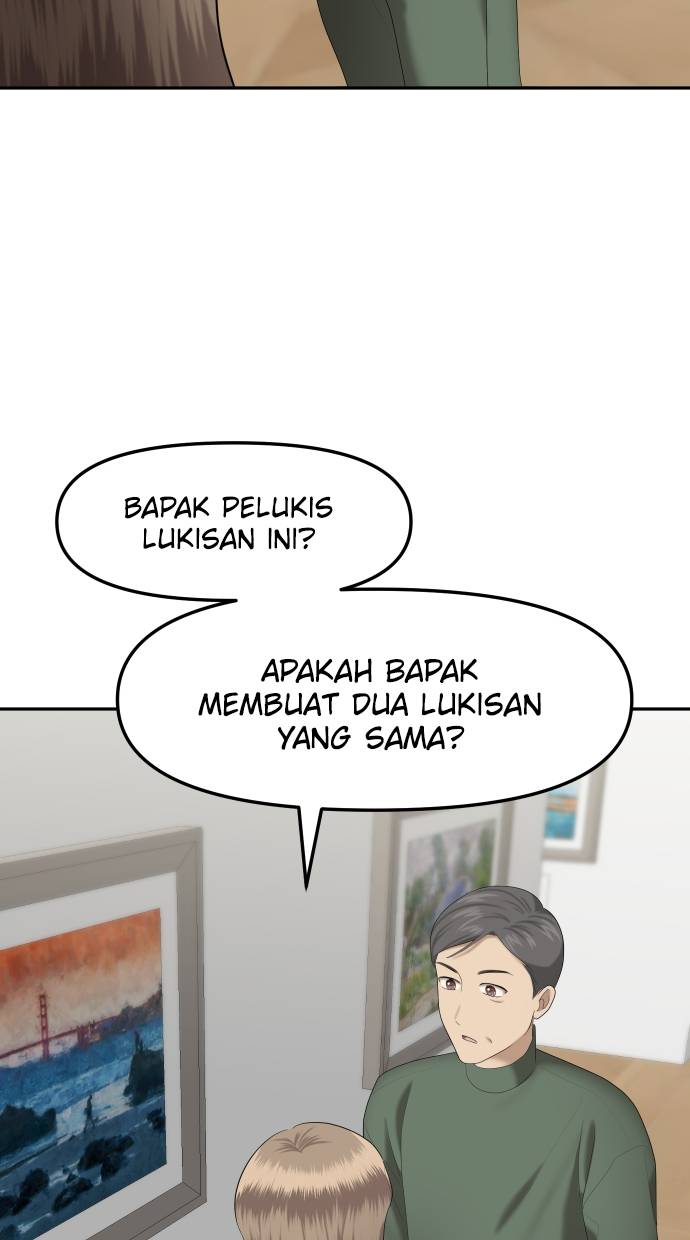 BAPAK PELUKIS
LUKISAN INI?
APAKAH BAPAK
MEMBUAT DUA LUKISAN
YANG SAMA?